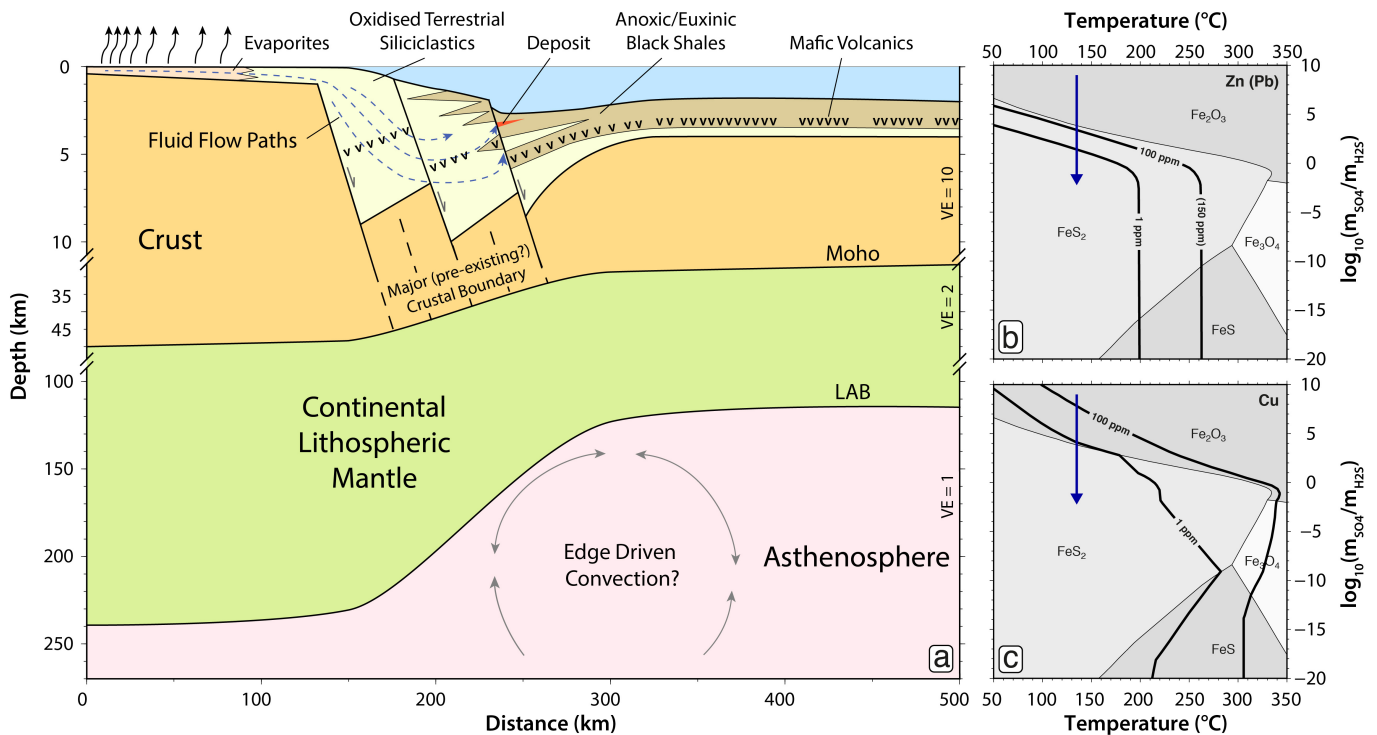 Oxidised Terrestrial
Siliciclastics
Anoxic/Euxinic
Black Shales
Evaporites
Deposit
Mafic Volcanics
0
5
10
35
45
100
150
200
250
Depth (km)
Fluid Flow Paths
Crust
Major (pre-existing?)
Crustal Boundary
Moho
VE = 10
VE = 2
VE = 1
Continental
Lithospheric
Mantle
LAB
Edge Driven
Convection?
Asthenosphere
a
0
100
200
300
400
500
Distance (km)
Temperature (°C)
50 100 150 200 250 300 350
Zn (Pb)
Fe2O3
100 ppm
(150 ppm)
1 ppm
FeS2
Fe3O4
FeS
b
10
5
0
−5
−10
−15
−20
log10(mSO4/mH2S)
Cu
100 ppm
Fe2O3
1 ppm
FeS2
Fe3O4
FeS
c
10
5
0
−5
−10
−15
−20
log10(mSO4/mH2S)
50 100 150 200 250 300 350
Temperature (°C)